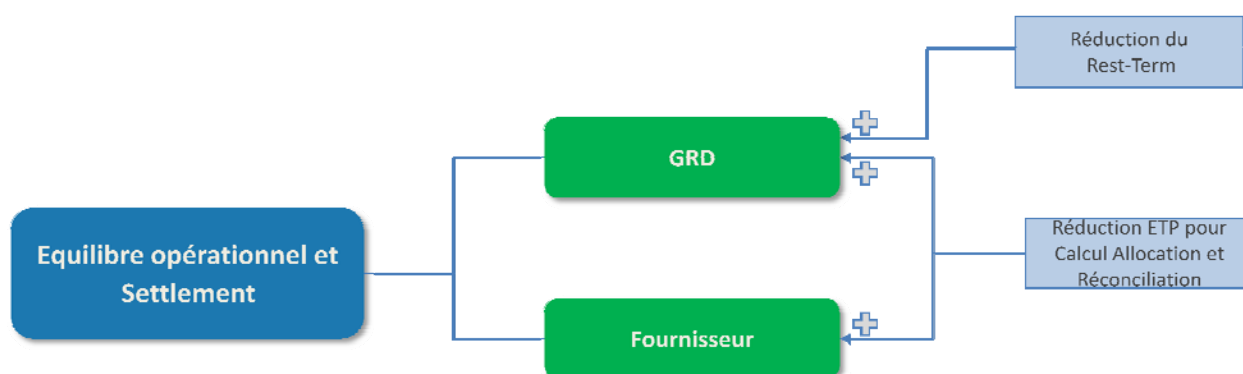 Réduction du
Rest-Term
GRD
Equilibre opérationnel et
Settlement
Réduction ETP pour
Calcul Allocation et
Réconciliation
Fournisseur